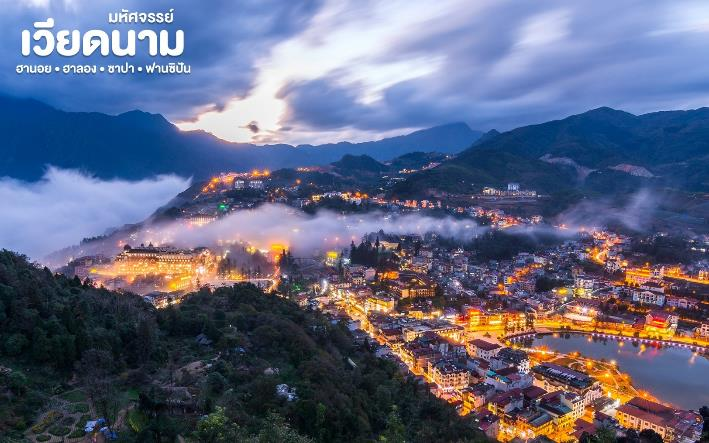 มหัศจรรย์
เวียดนาม
ฮานอย • ฮาลอง • ซาปา • ฟานซิปัน